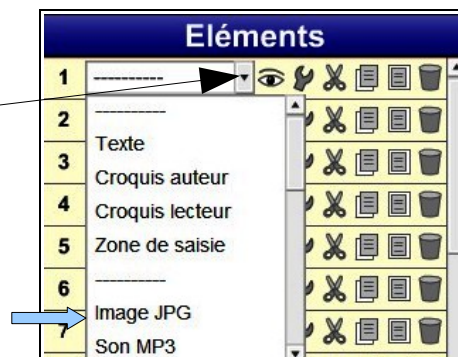 Eléments
1 ----------
2 ----------
3 Texte
Croquis auteur
4 Croquis lecteur
5 Zone de saisie
6 ----------
Image JPG
7 Son MP3